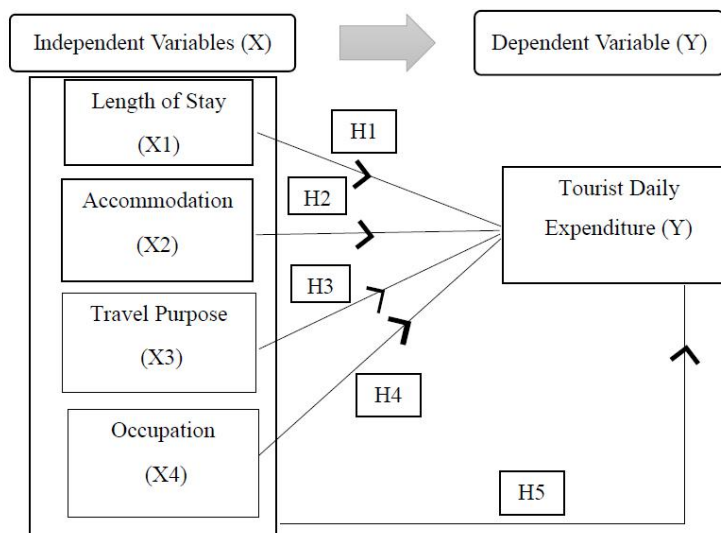 Independent Variables (X)
Dependent Variable (Y)
Length of Stay
(X1)
H1
Accommodation
(X2)
H2
Tourist Daily
Expenditure (Y)
Travel Purpose
(X3)
H3
Occupation
(X4)
H4
H5